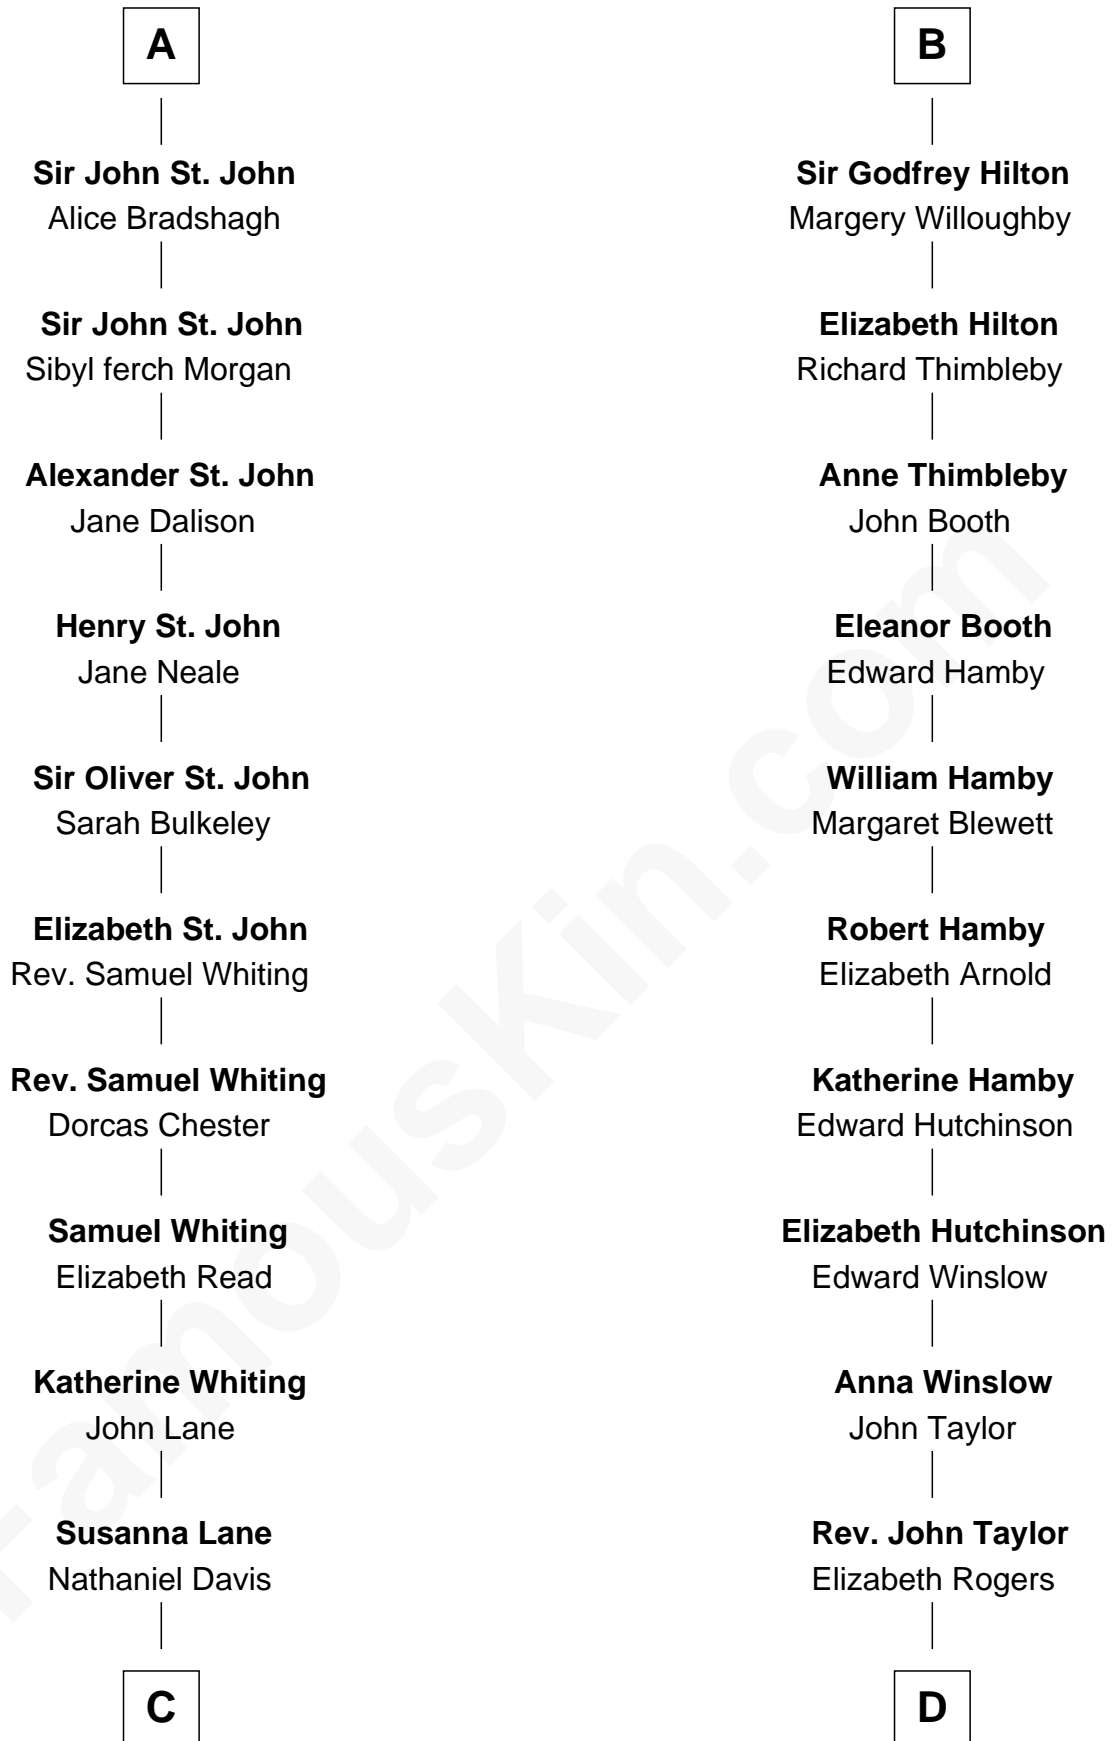 A
Sir John St. John
Alice Bradshagh
Sir John St. John
Sibyl ferch Morgan
Alexander St. John
Jane Dalison
Henry St. John
Jane Neale
Sir Oliver St. John
Sarah Bulkeley
Elizabeth St. John
Rev. Samuel Whiting
Rev. Samuel Whiting
Dorcas Chester
Samuel Whiting
Elizabeth Read
Katherine Whiting
John Lane
Susanna Lane
Nathaniel Davis
C
B
Sir Godfrey Hilton
Margery Willoughby
Elizabeth Hilton
Richard Thimbleby
Anne Thimbleby
John Booth
Eleanor Booth
Edward Hamby
William Hamby
Margaret Blewett
Robert Hamby
Elizabeth Arnold
Katherine Hamby
Edward Hutchinson
Elizabeth Hutchinson
Edward Winslow
Anna Winslow
John Taylor
Rev. John Taylor
Elizabeth Rogers
D
FamousKin.com